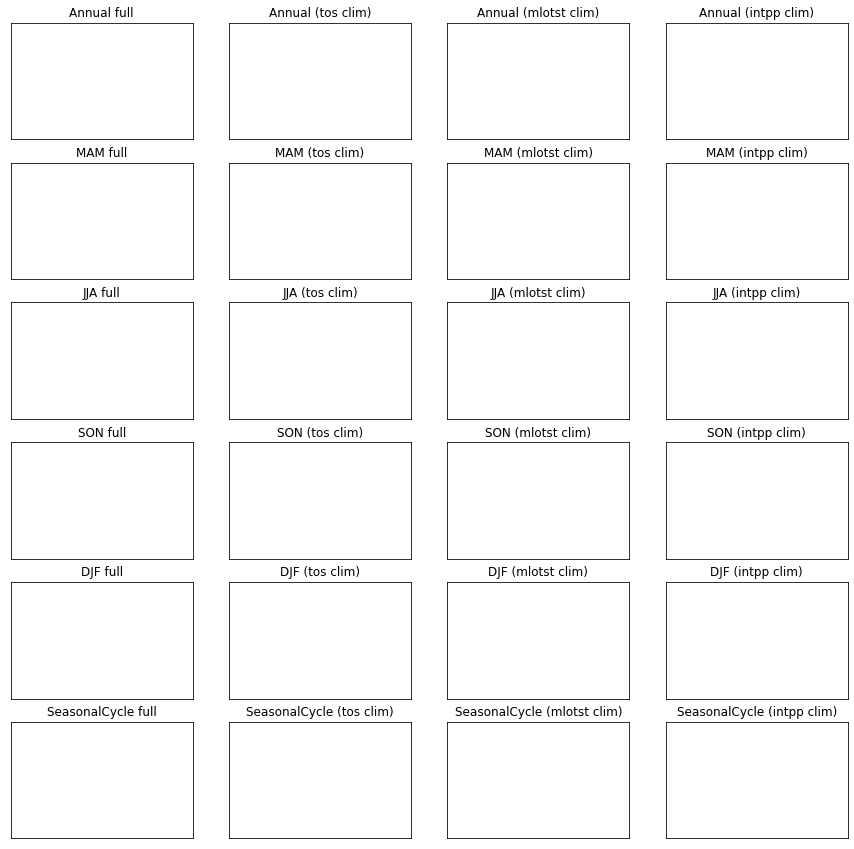 Annual full
Annual (tos clim)
Annual (mlotst clim)
Annual (intpp clim)
MAM full
MAM (tos clim)
MAM (mlotst clim)
MAM (intpp clim)
JJA full
JJA (tos clim)
JJA (mlotst clim)
JJA (intpp clim)
SON full
SON (tos clim)
SON (mlotst clim)
SON (intpp clim)
DJF full
DJF (tos clim)
DJF (mlotst clim)
DJF (intpp clim)
SeasonalCycle full
SeasonalCycle (tos clim)
SeasonalCycle (mlotst clim)
SeasonalCycle (intpp clim)